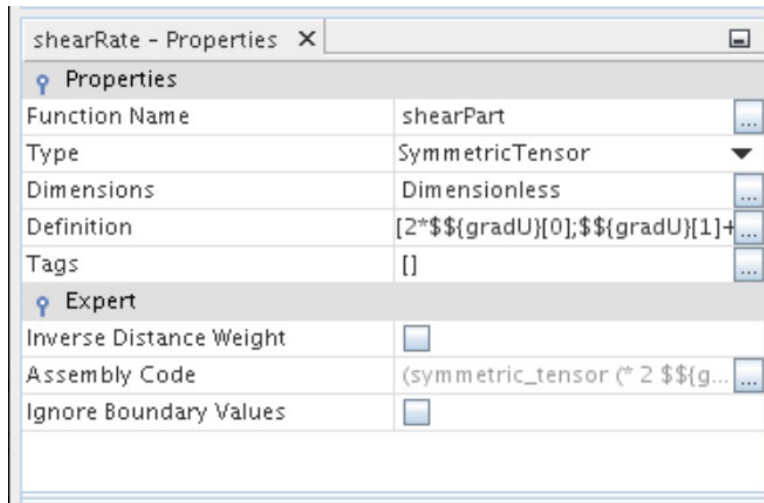 shearRate - Properties
Properties
Function Name shearPart ...
Type SymmetricTensor
Dimensions Dimensionless ...
Definition [2*$${gradU}[0];$${gradU}[1]+ ...
Tags [] ...
Expert
Inverse Distance Weight
Assembly Code (symmetric_tensor (* 2 $${g... ...
Ignore Boundary Values